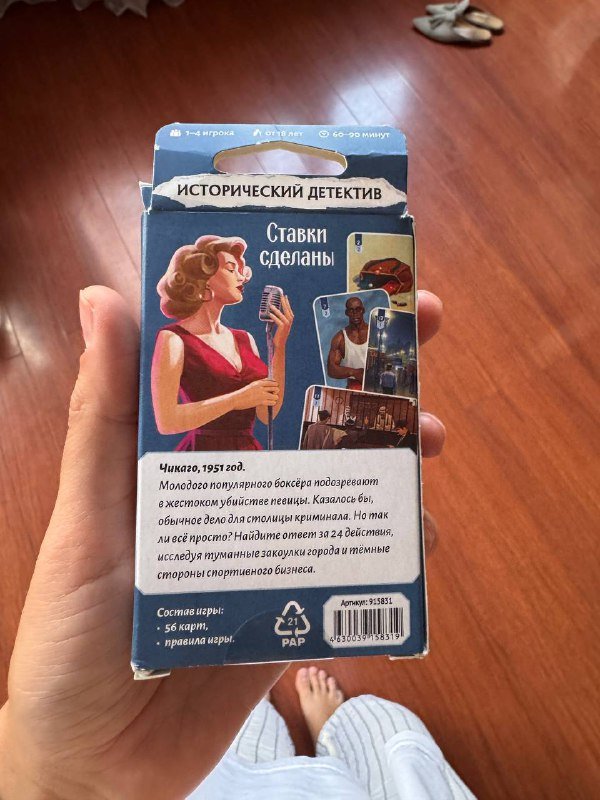 1–4 игрока от 18 лет 60–90 минут
ИСТОРИЧЕСКИЙ ДЕТЕКТИВ
Ставки
сделаны
Чикаго, 1951 год.
Молодого популярного боксёра подозревают
в жестоком убийстве певицы. Казалось бы,
обычное дело для столицы криминала. Но так
ли всё просто? Найдите ответ за 24 действия,
исследуя туманные закоулки города и тёмные
стороны спортивного бизнеса.
Состав игры:
• 56 карт,
• правила игры.
21
PAP
Артикул: 915831
4 630039 158319